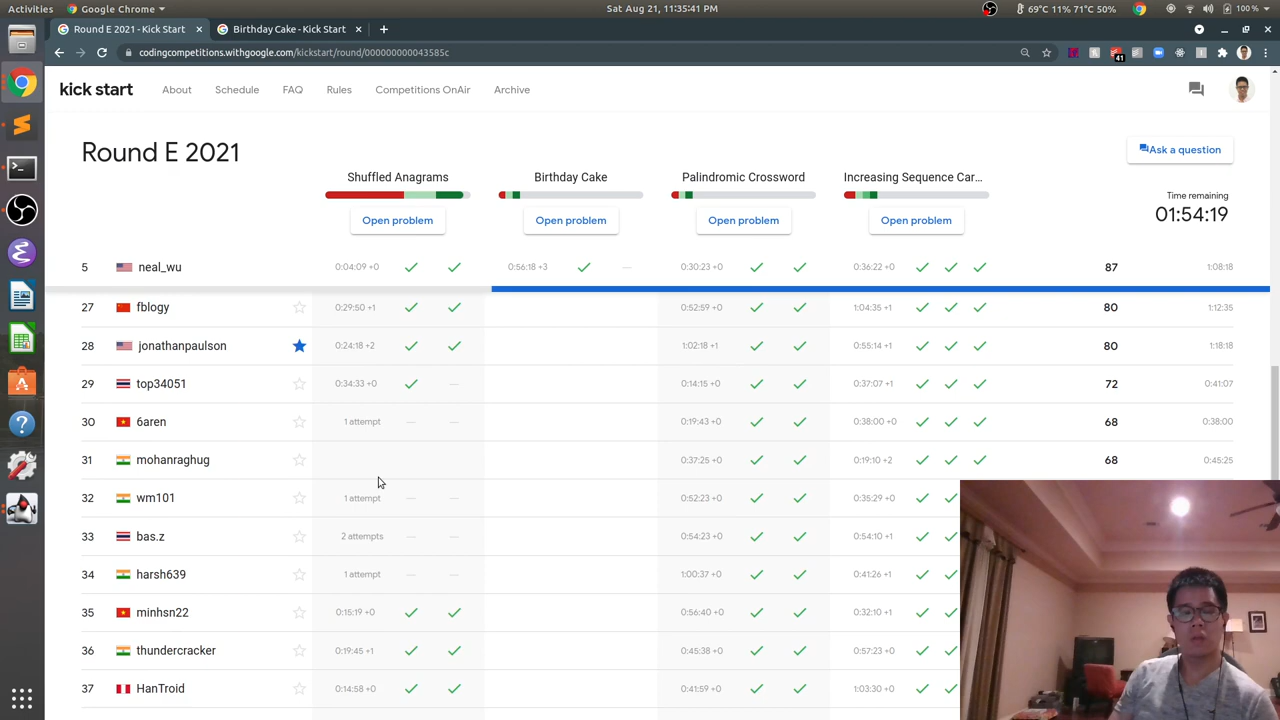 Activities Google Chrome Sat Aug 21, 11:35:41 PM 69°C 11% 71°C 50% 100 %
Round E 2021 - Kick Start Birthday Cake - Kick Start
codingcompetitions.withgoogle.com/kickstart/round/000000000043585c 41
kick start About Schedule FAQ Rules Competitions OnAir Archive
Round E 2021 Ask a question
Shuffled Anagrams Birthday Cake Palindromic Crossword Increasing Sequence Car...
Time remaining
01:54:19
Open problem Open problem Open problem Open problem
5 neal_wu 0:04:09 +0 0:56:18 +3 0:30:23 +0 0:36:22 +0 87 1:08:18
27 fblogy 0:29:50 +1 0:52:59 +0 1:04:35 +1 80 1:12:35
28 jonathanpaulson 0:24:18 +2 1:02:18 +1 0:55:14 +1 80 1:18:18
29 top34051 0:34:33 +0 0:14:15 +0 0:37:07 +1 72 0:41:07
30 6aren 1 attempt 0:19:43 +0 0:38:00 +0 68 0:38:00
31 mohanraghug 0:37:25 +0 0:19:10 +2 68 0:45:25
32 wm101 1 attempt 0:52:23 +0 0:35:29 +0
33 bas.z 2 attempts 0:54:23 +0 0:54:10 +1
34 harsh639 1 attempt 1:00:37 +0 0:41:26 +1
35 minhsn22 0:15:19 +0 0:56:40 +0 0:32:10 +1
36 thundercracker 0:19:45 +1 0:45:38 +0 0:57:23 +0
37 HanTroid 0:14:58 +0 0:41:59 +0 1:03:30 +0